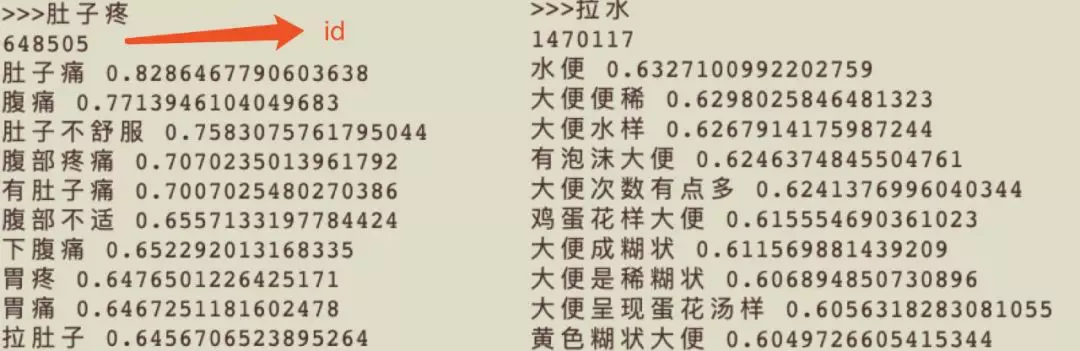 >>>肚子疼
648505 id
肚子痛 0.8286467790603638
腹痛 0.7713946104049683
肚子不舒服 0.7583075761795044
腹部疼痛 0.7070235013961792
有肚子痛 0.7007025480270386
腹部不适 0.6557133197784424
下腹痛 0.652292013168335
胃疼 0.6476501226425171
胃痛 0.6467251181602478
拉肚子 0.6456706523895264
>>>拉水
1470117
水便 0.6327100992202759
大便便稀 0.6298025846481323
大便水样 0.6267914175987244
有泡沫大便 0.6246374845504761
大便次数有点多 0.6241376996040344
鸡蛋花样大便 0.615554690361023
大便成糊状 0.611569881439209
大便是稀糊状 0.606894850730896
大便呈现蛋花汤样 0.6056318283081055
黄色糊状大便 0.6049726605415344